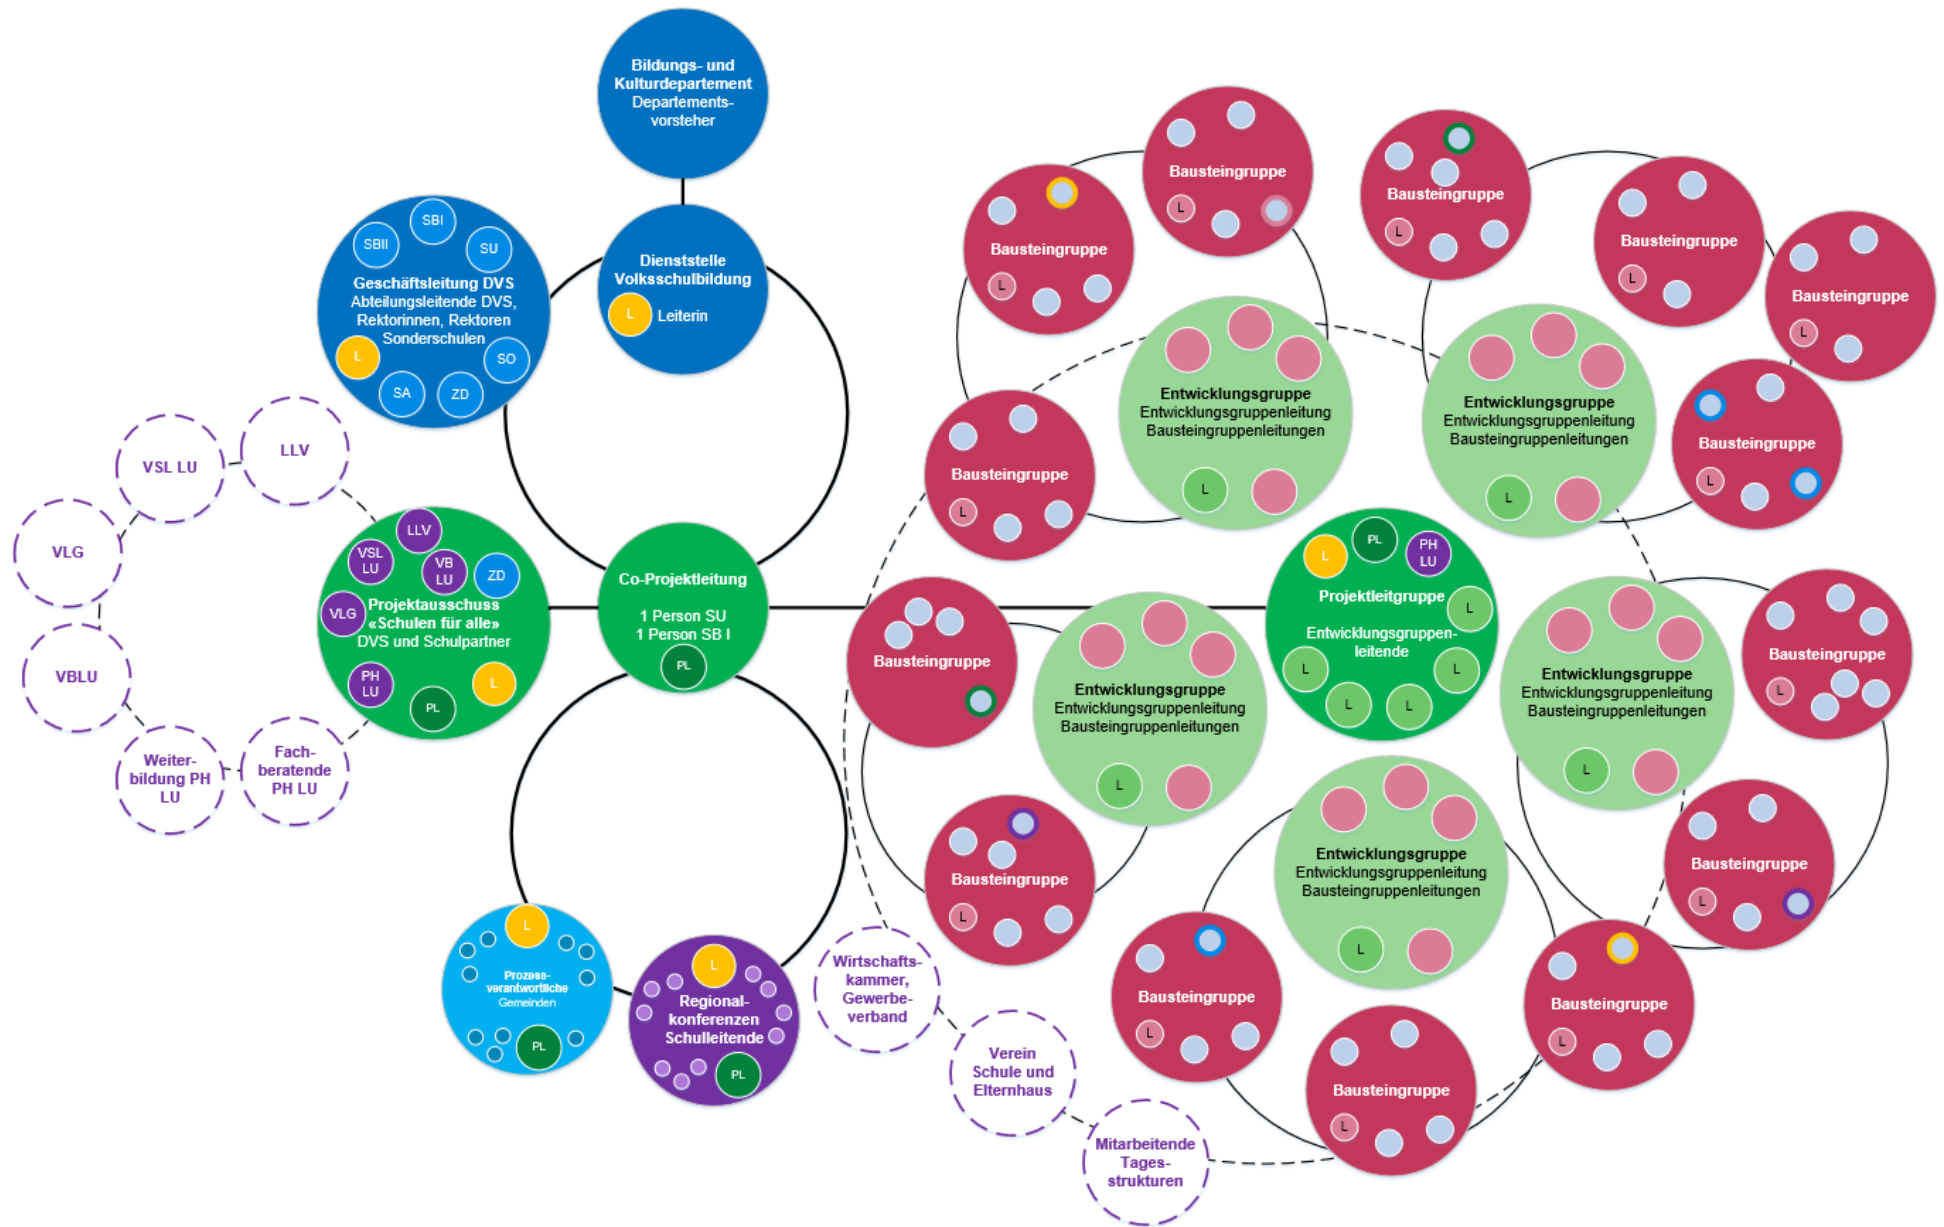 Bildungs- und
Kulturdepartement
Departements-
vorsteher
SBI
SBII
SU
Geschäftsleitung DVS
Abteilungsleitende DVS,
Rektorinnen, Rektoren
Sonderschulen
L
SO
SA
ZD
Dienststelle
Volksschulbildung
L
Leiterin
LLV
VSL LU
VLG
VBLU
Weiter-
bildung PH
LU
Fach-
beratende
PH LU
LLV
VSL
LU
VB
LU
ZD
VLG
Projektausschuss
«Schulen für alle»
DVS und Schulpartner
PH
LU
L
PL
Co-Projektleitung
1 Person SU
1 Person SB I
PL
L
Prozess-
verantwortliche
Gemeinden
PL
L
Regional-
konferenzen
Schulleitende
PL
Bausteingruppe
L
Bausteingruppe
L
Bausteingruppe
L
Entwicklungsgruppe
Entwicklungsgruppenleitung
Bausteingruppenleitungen
L
Bausteingruppe
L
Bausteingruppe
L
Bausteingruppe
L
Bausteingruppe
L
Entwicklungsgruppe
Entwicklungsgruppenleitung
Bausteingruppenleitungen
L
PL
L
PH
LU
Projektleitgruppe
L
Entwicklungsgruppen-
leitende
L
L
L
L
Bausteingruppe
Entwicklungsgruppe
Entwicklungsgruppenleitung
Bausteingruppenleitungen
L
Bausteingruppe
L
Entwicklungsgruppe
Entwicklungsgruppenleitung
Bausteingruppenleitungen
L
Bausteingruppe
L
Bausteingruppe
L
Entwicklungsgruppe
Entwicklungsgruppenleitung
Bausteingruppenleitungen
L
Bausteingruppe
L
Bausteingruppe
L
Bausteingruppe
L
Wirtschafts-
kammer,
Gewerbe-
verband
Verein
Schule und
Elternhaus
Mitarbeitende
Tages-
strukturen